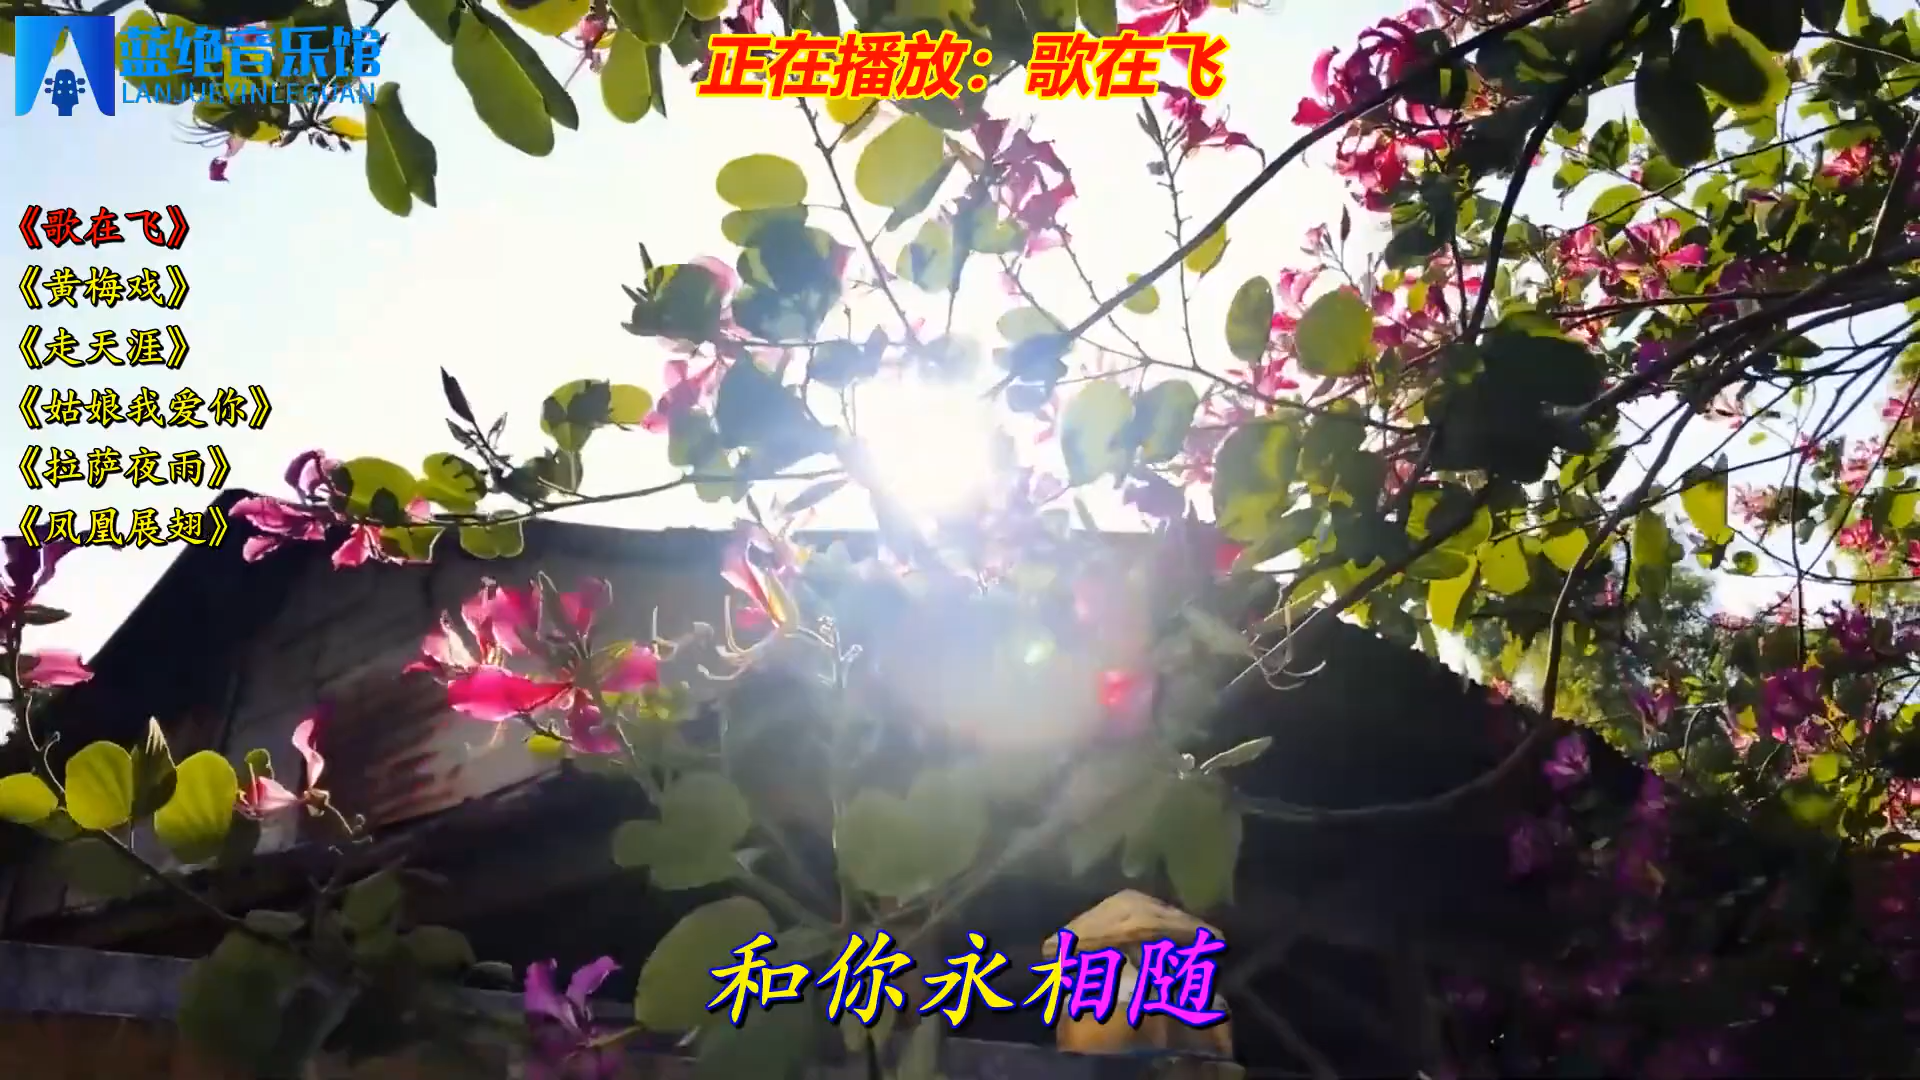 蓝绝音乐馆
LANJUEYINLEGUAN
正在播放：歌在飞
《歌在飞》
《黄梅戏》
《走天涯》
《姑娘我爱你》
《拉萨夜雨》
《凤凰展翅》
和你永相随